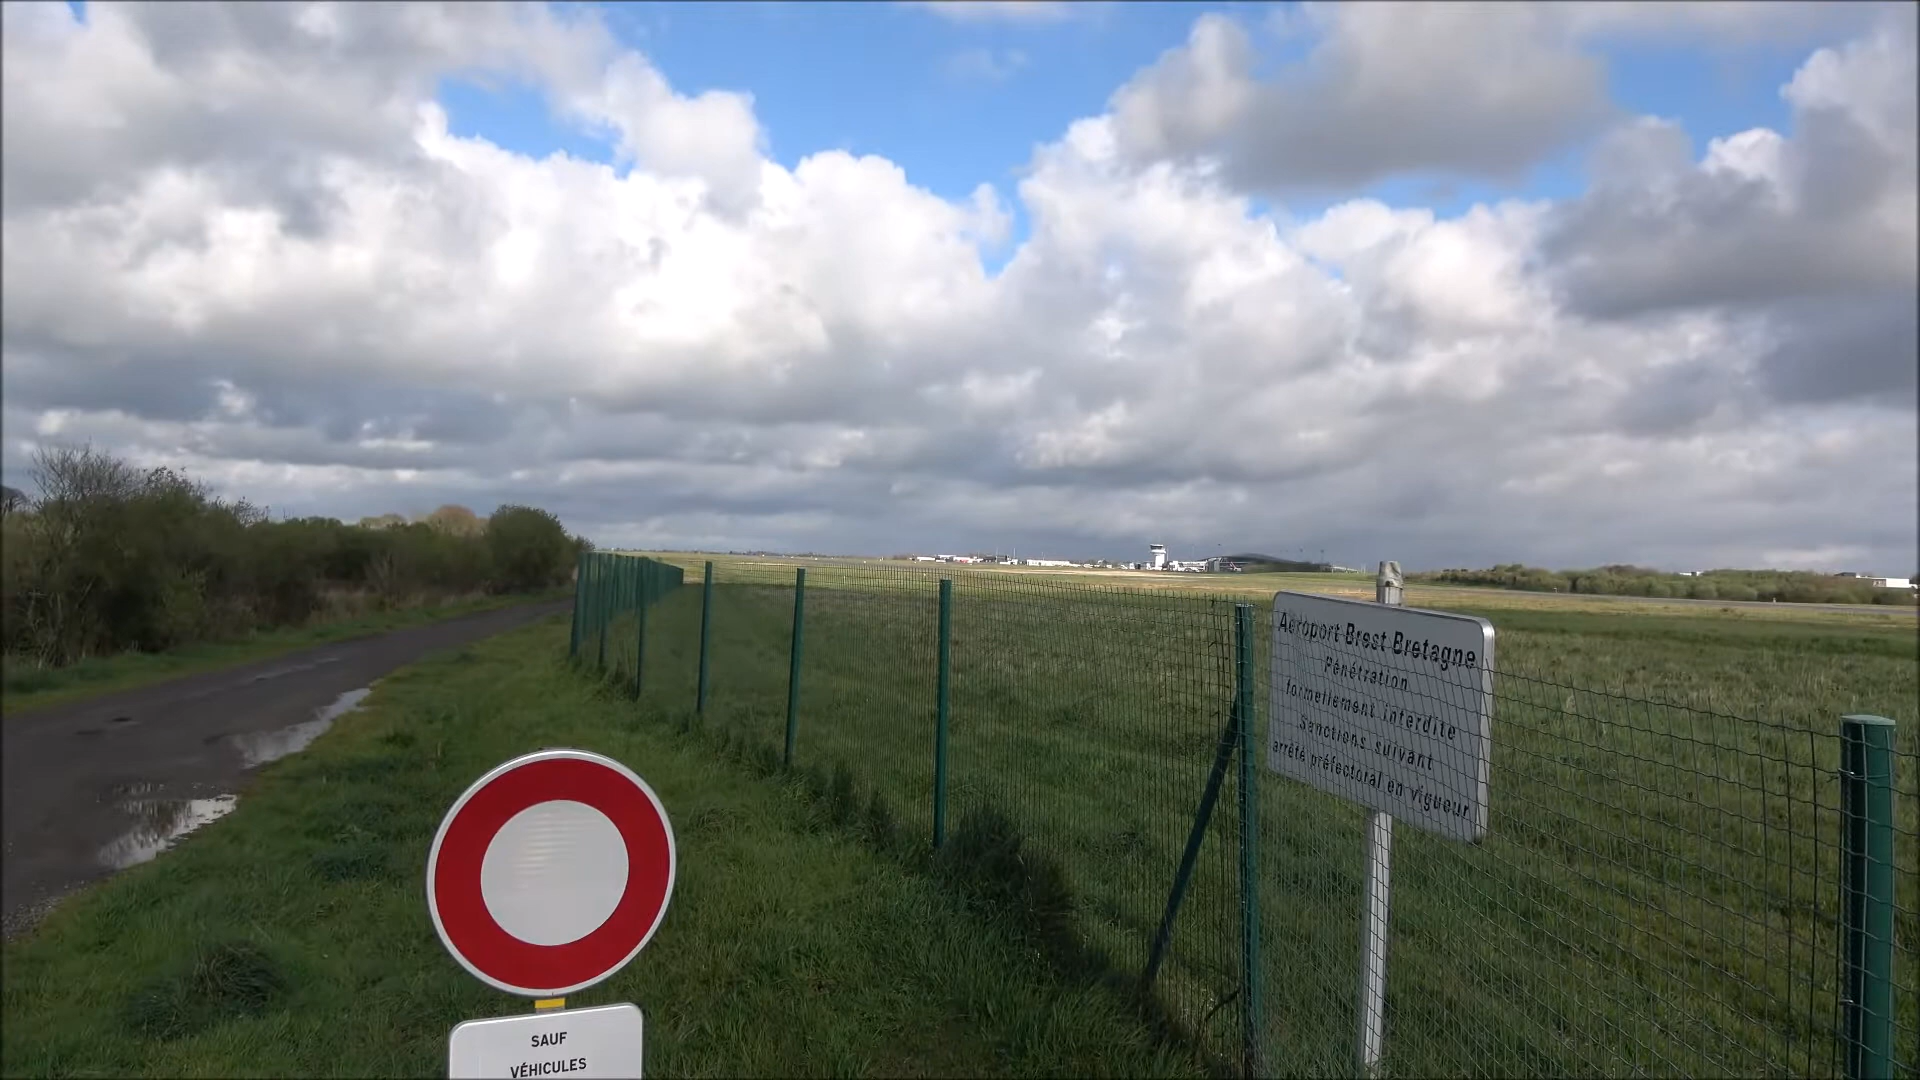 Aéroport Brest Bretagne
Pénétration
formellement interdite
Sanctions suivant
arrêté préfectoral en vigueur
SAUF
VÉHICULES